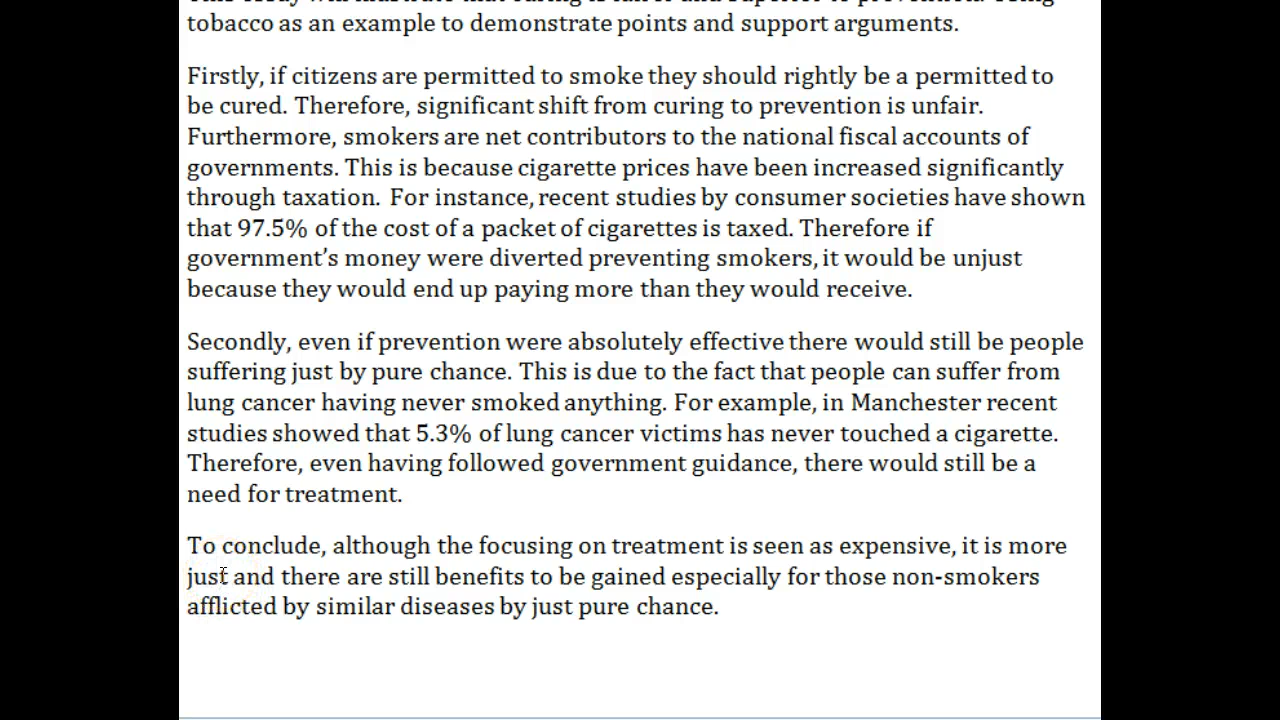 tobacco as an example to demonstrate points and support arguments.
Firstly, if citizens are permitted to smoke they should rightly be a permitted to
be cured. Therefore, significant shift from curing to prevention is unfair.
Furthermore, smokers are net contributors to the national fiscal accounts of
governments. This is because cigarette prices have been increased significantly
through taxation. For instance, recent studies by consumer societies have shown
that 97.5% of the cost of a packet of cigarettes is taxed. Therefore if
government’s money were diverted preventing smokers, it would be unjust
because they would end up paying more than they would receive.
Secondly, even if prevention were absolutely effective there would still be people
suffering just by pure chance. This is due to the fact that people can suffer from
lung cancer having never smoked anything. For example, in Manchester recent
studies showed that 5.3% of lung cancer victims has never touched a cigarette.
Therefore, even having followed government guidance, there would still be a
need for treatment.
To conclude, although the focusing on treatment is seen as expensive, it is more
just and there are still benefits to be gained especially for those non-smokers
afflicted by similar diseases by just pure chance.